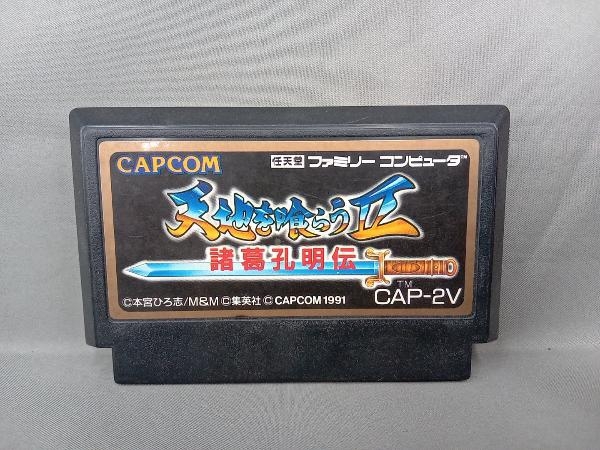 CAPCOM
任天堂 ファミリー コンピュータ™
天地を喰らうII
諸葛孔明伝
TM
CAP-2V
©本宮ひろ志/M&M ©集英社 ©CAPCOM 1991